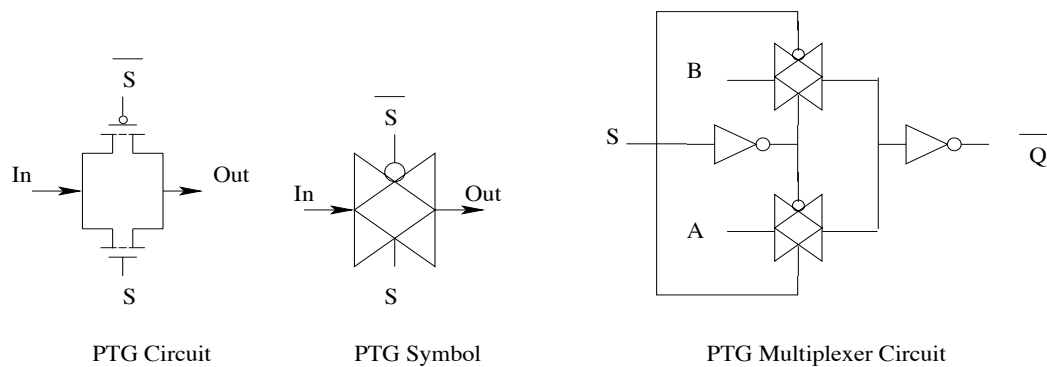 S̅
In
Out
S
PTG Circuit
S̅
In
Out
S
PTG Symbol
B
S
Q̅
A
PTG Multiplexer Circuit